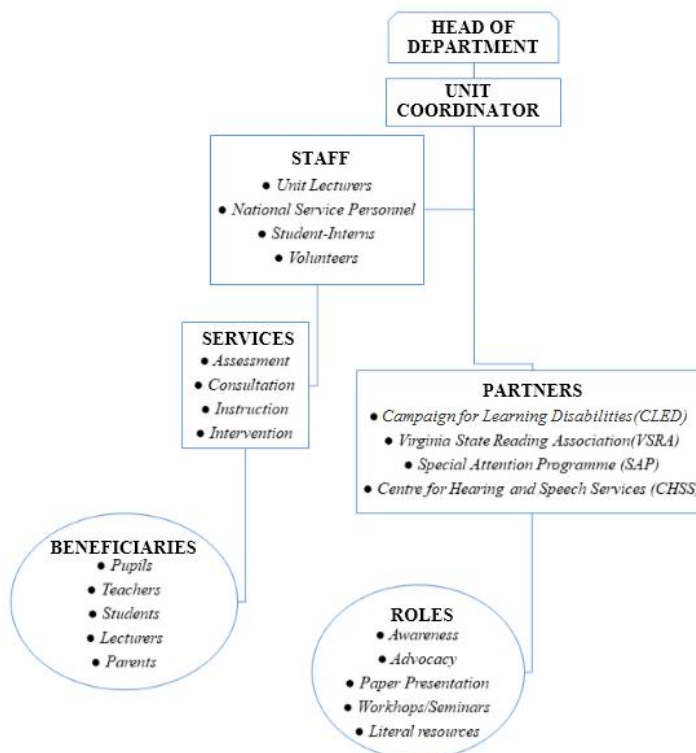 HEAD OF
DEPARTMENT
UNIT
COORDINATOR
STAFF
● Unit Lecturers
● National Service Personnel
● Student-Interns
● Volunteers
SERVICES
● Assessment
● Consultation
● Instruction
● Intervention
PARTNERS
● Campaign for Learning Disabilities(CLED)
● Virginia State Reading Association(VSRA)
● Special Attention Programme (SAP)
● Centre for Hearing and Speech Services (CHSS)
BENEFICIARIES
● Pupils
● Teachers
● Students
● Lecturers
● Parents
ROLES
● Awareness
● Advocacy
● Paper Presentation
● Workhops/Seminars
● Literal resources